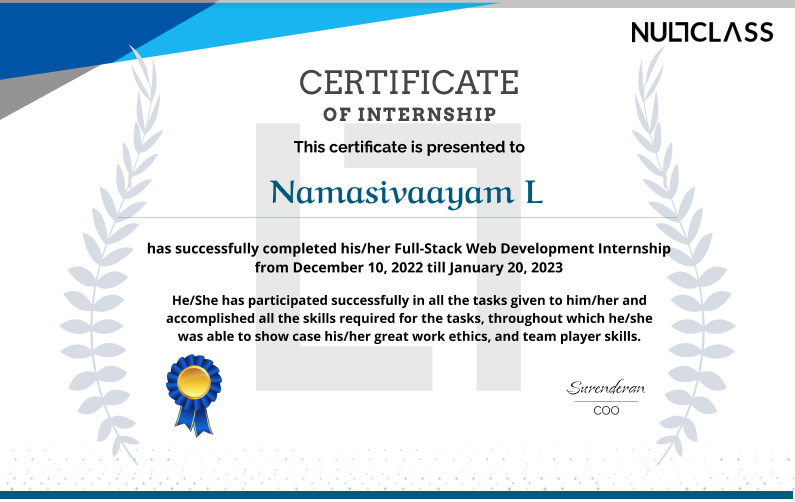 NULLCLASS
CERTIFICATE
OF INTERNSHIP
This certificate is presented to
Namasivaayam L
has successfully completed his/her Full-Stack Web Development Internship
from December 10, 2022 till January 20, 2023
He/She has participated successfully in all the tasks given to him/her and
accomplished all the skills required for the tasks, throughout which he/she
was able to show case his/her great work ethics, and team player skills.
Surenderan
COO